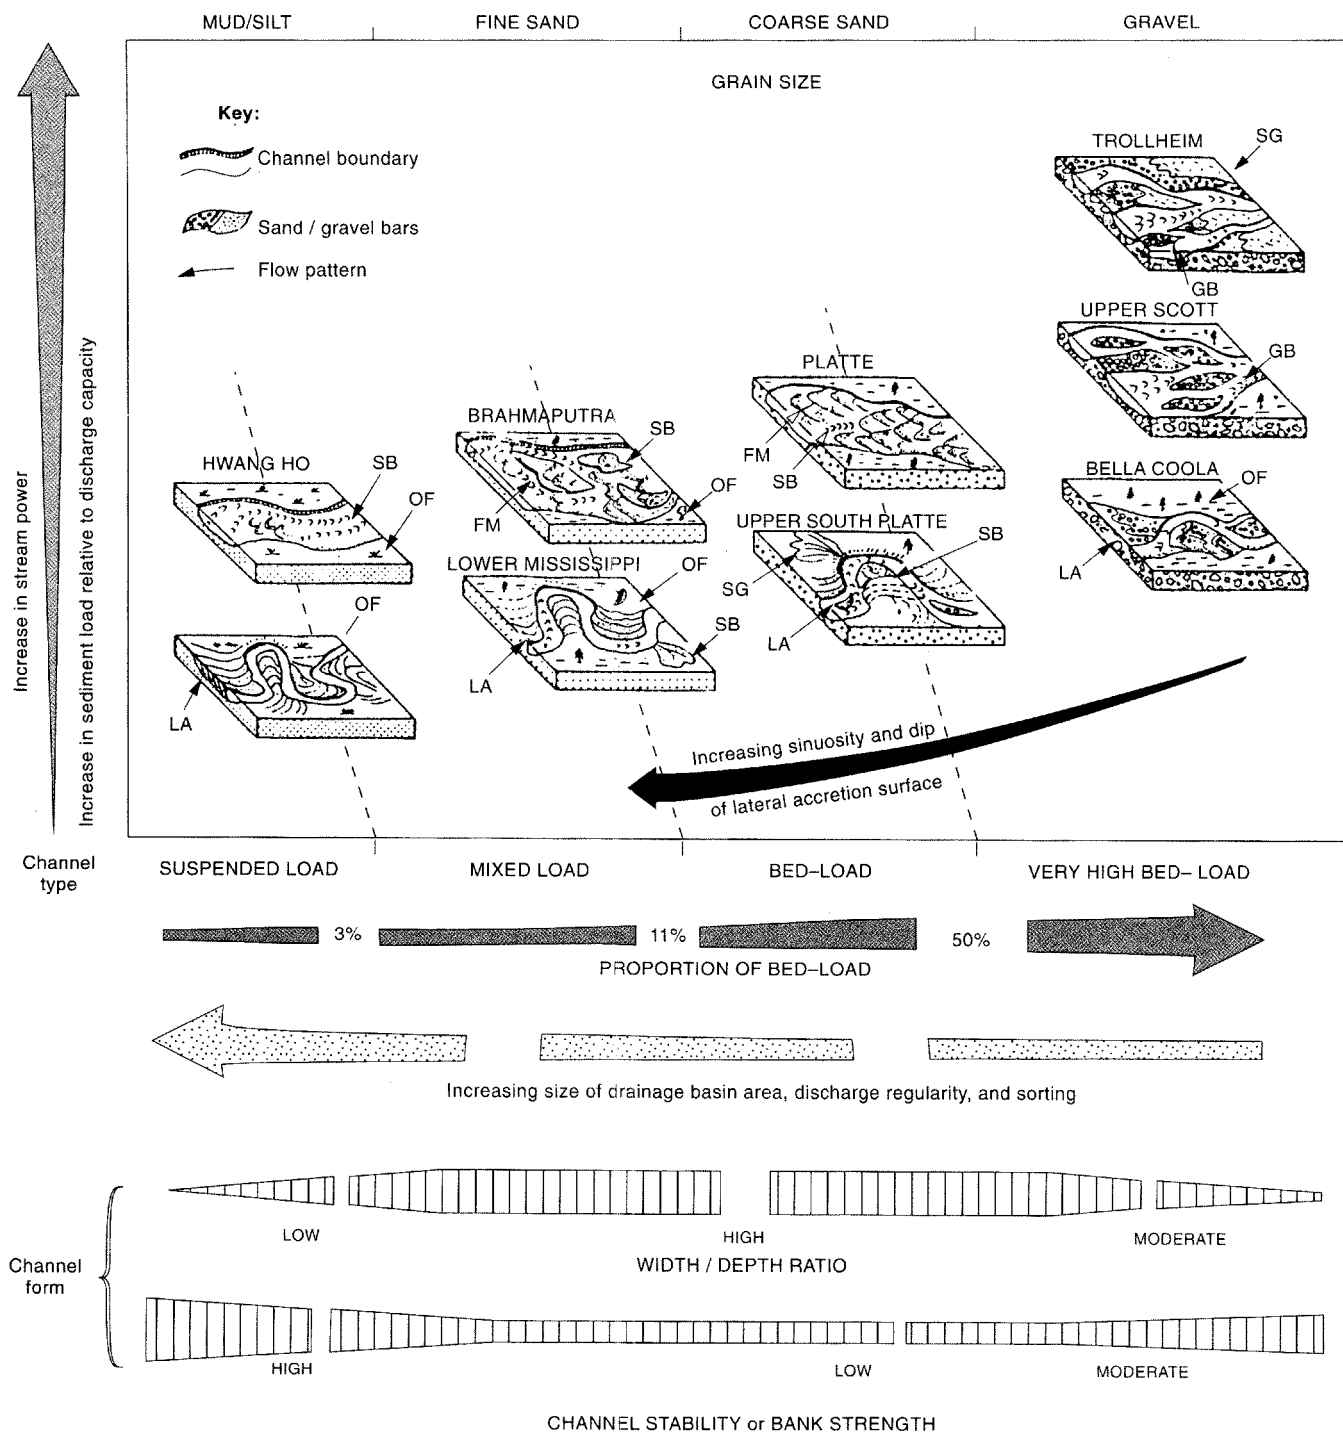 MUD/SILT
FINE SAND
COARSE SAND
GRAVEL
GRAIN SIZE
Key:
Channel boundary
Sand / gravel bars
Flow pattern
TROLLHEIM
SG
GB
UPPER SCOTT
GB
PLATTE
FM
SB
BRAHMAPUTRA
SB
FM
OF
HWANG HO
SB
OF
BELLA COOLA
OF
LA
UPPER SOUTH PLATTE
SB
SG
LA
LOWER MISSISSIPPI
OF
SB
LA
OF
LA
Increasing sinuosity and dip
of lateral accretion surface
Increase in stream power
Increase in sediment load relative to discharge capacity
Channel
type
SUSPENDED LOAD
MIXED LOAD
BED–LOAD
VERY HIGH BED– LOAD
3%
11%
50%
PROPORTION OF BED–LOAD
Increasing size of drainage basin area, discharge regularity, and sorting
Channel
form
LOW
HIGH
MODERATE
WIDTH / DEPTH RATIO
HIGH
LOW
MODERATE
CHANNEL STABILITY or BANK STRENGTH